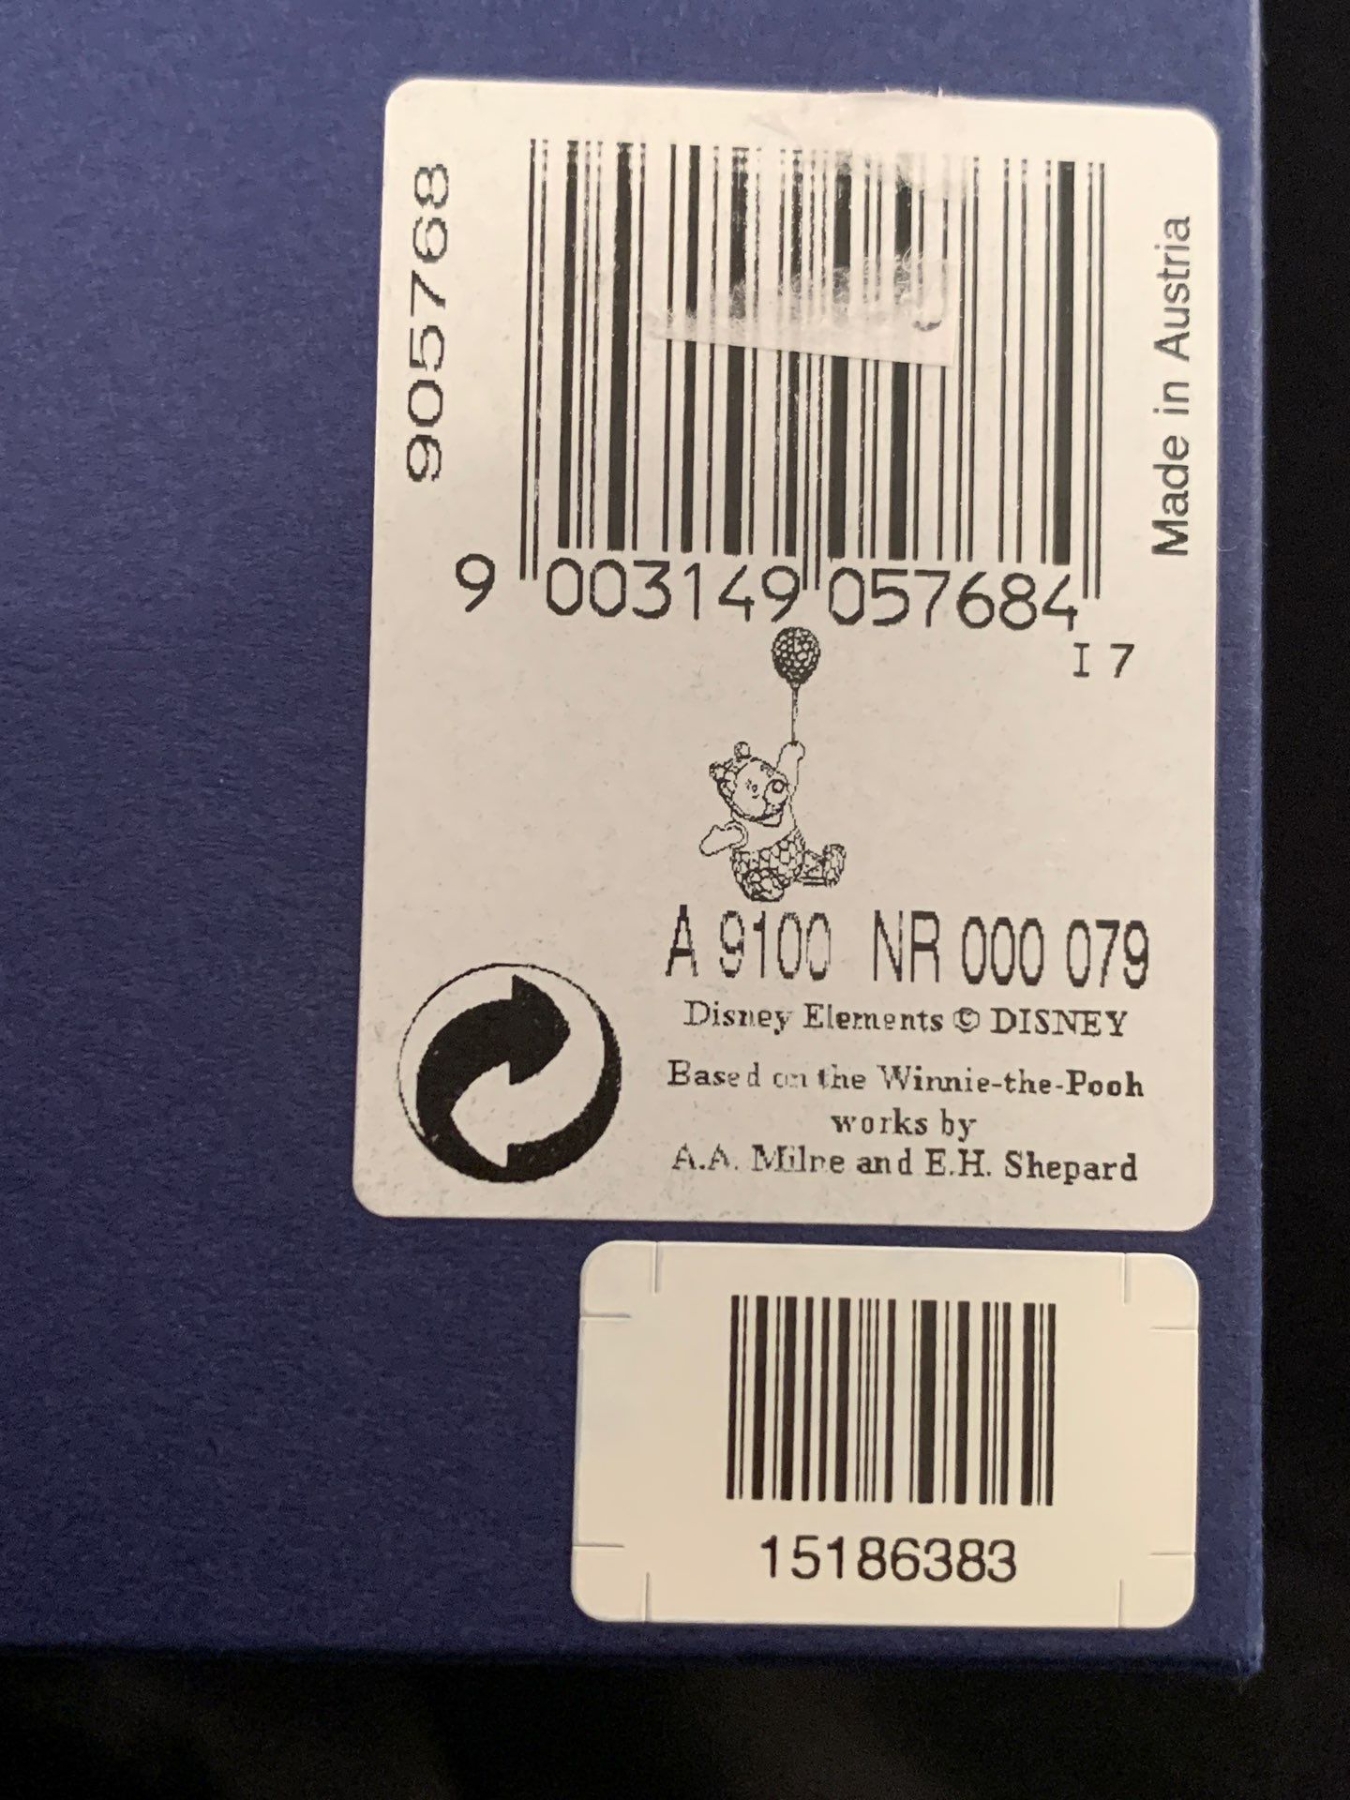 905768
Made in Austria
9 003149 057684
I 7
A 9100 NR 000 079
Disney Elements © DISNEY
Based on the Winnie-the-Pooh
works by
A.A. Milne and E.H. Shepard
15186383